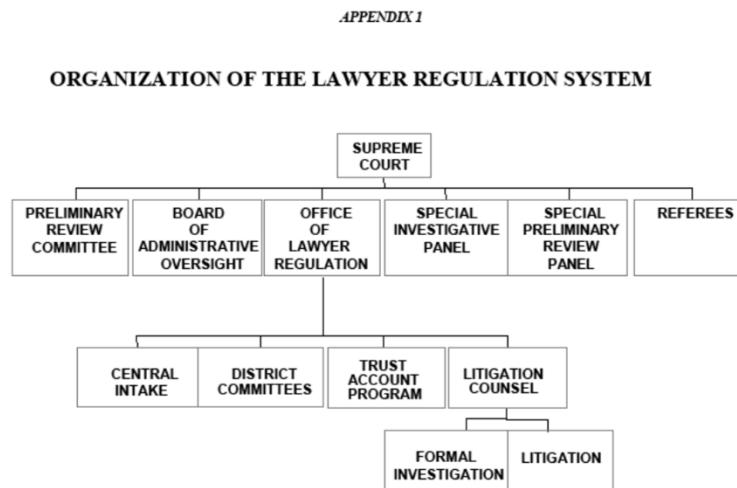 APPENDIX 1
ORGANIZATION OF THE LAWYER REGULATION SYSTEM
SUPREME
COURT
PRELIMINARY
REVIEW
COMMITTEE
BOARD
OF
ADMINISTRATIVE
OVERSIGHT
OFFICE
OF
LAWYER
REGULATION
SPECIAL
INVESTIGATIVE
PANEL
SPECIAL
PRELIMINARY
REVIEW
PANEL
REFEREES
CENTRAL
INTAKE
DISTRICT
COMMITTEES
TRUST
ACCOUNT
PROGRAM
LITIGATION
COUNSEL
FORMAL
INVESTIGATION
LITIGATION